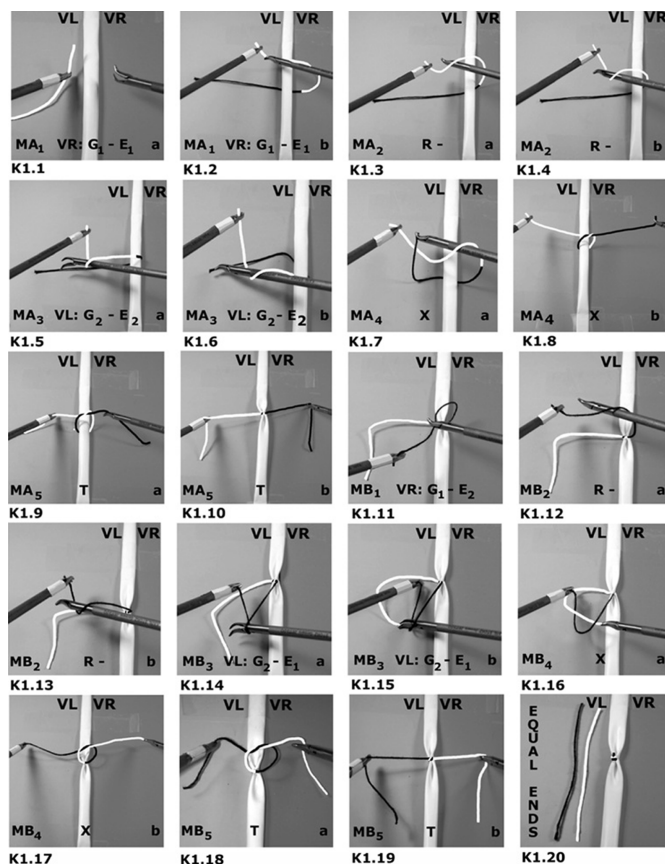 VL VR
MA1 VR: G1 - E1 a
K1.1
VL VR
MA1 VR: G1 - E1 b
K1.2
VL VR
MA2 R - a
K1.3
VL VR
MA2 R - b
K1.4
VL VR
MA3 VL: G2 - E2 a
K1.5
VL VR
MA3 VL: G2 - E2 b
K1.6
VL VR
MA4 X a
K1.7
VL VR
MA4 X b
K1.8
VL VR
MA5 T a
K1.9
VL VR
MA5 T b
K1.10
VL VR
MB1 VR: G1 - E2
K1.11
VL VR
MB2 R - a
K1.12
VL VR
MB2 R - b
K1.13
VL VR
MB3 VL: G2 - E1 a
K1.14
VL VR
MB3 VL: G2 - E1 b
K1.15
VL VR
MB4 X a
K1.16
VL VR
MB4 X b
K1.17
VL VR
MB5 T a
K1.18
VL VR
MB5 T b
K1.19
VL VR
EQUAL ENDS
K1.20